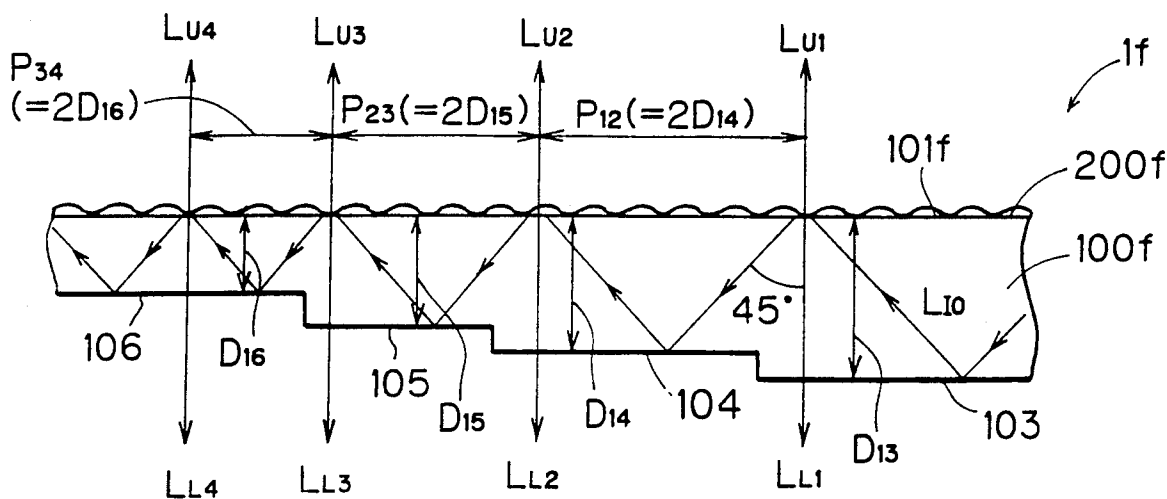 LU4 LU3 LU2 LU1
1f
P34
(=2D16)
P23(=2D15)
P12(=2D14)
101f
200f
100f
45°
LI0
106
D16
105
D15
D14
104
D13
103
LL4 LL3 LL2 LL1